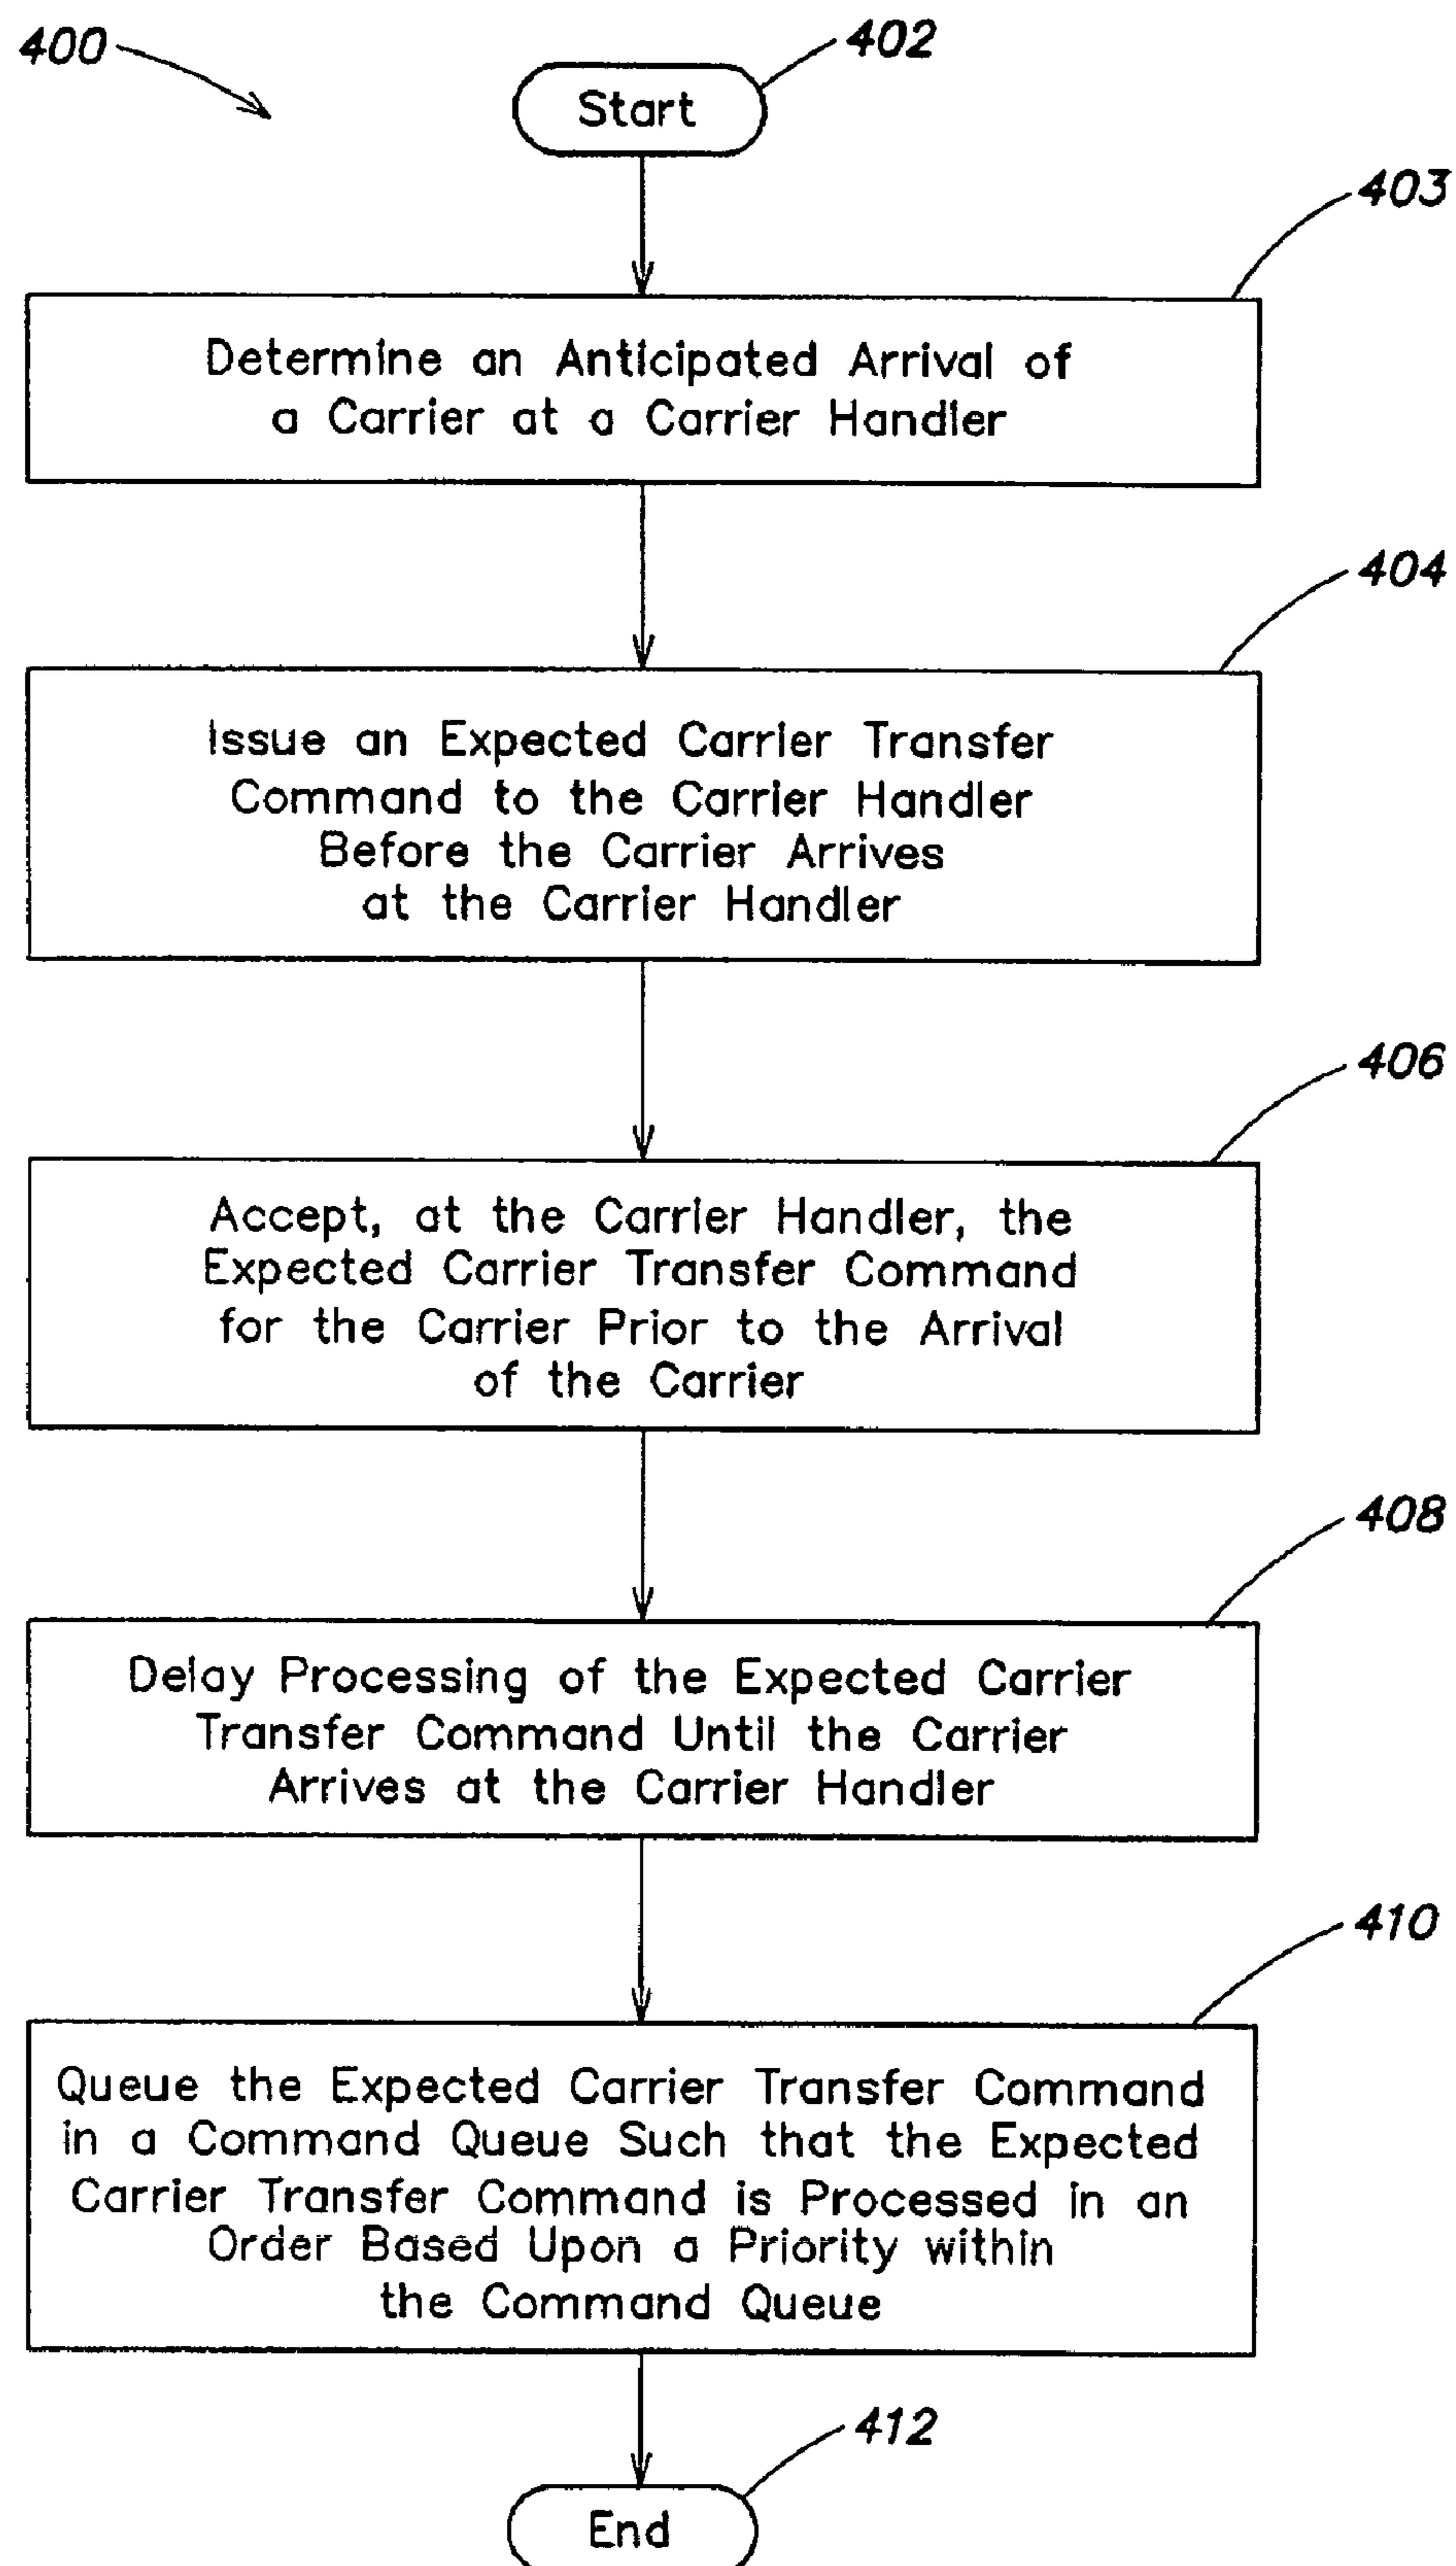 400
402
Start
403
Determine an Anticipated Arrival of
a Carrier at a Carrier Handler
404
Issue an Expected Carrier Transfer
Command to the Carrier Handler
Before the Carrier Arrives
at the Carrier Handler
406
Accept, at the Carrier Handler, the
Expected Carrier Transfer Command
for the Carrier Prior to the Arrival
of the Carrier
408
Delay Processing of the Expected Carrier
Transfer Command Until the Carrier
Arrives at the Carrier Handler
410
Queue the Expected Carrier Transfer Command
in a Command Queue Such that the Expected
Carrier Transfer Command is Processed in an
Order Based Upon a Priority within
the Command Queue
412
End